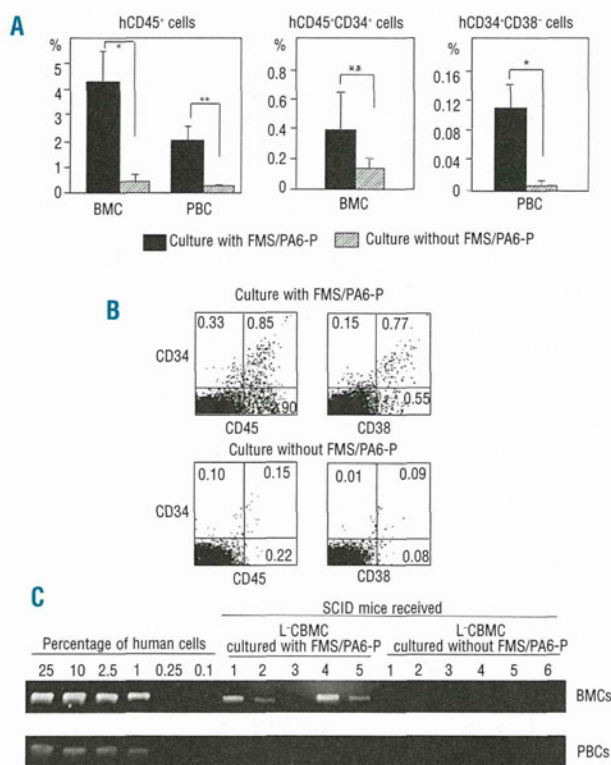 A
hCD45+ cells
hCD45+CD34+ cells
hCD34+CD38- cells
%
5
4
3
2
1
0
*
**
BMC
PBC
%
0.8
0.6
0.4
0.2
0
BMC
%
0.16
0.12
0.08
0.04
0
*
PBC
Culture with FMS/PA6-P
Culture without FMS/PA6-P
B
Culture with FMS/PA6-P
0.33 0.85
0.15 0.77
CD34
.90
0.55
CD45
CD38
Culture without FMS/PA6-P
0.10 0.15
0.01 0.09
CD34
0.22
0.08
CD45
CD38
C
SCID mice received
Percentage of human cells
L-CBMC
cultured with FMS/PA6-P
L-CBMC
cultured without FMS/PA6-P
25 10 2.5 1 0.25 0.1 1 2 3 4 5 1 2 3 4 5 6
BMCs
PBCs